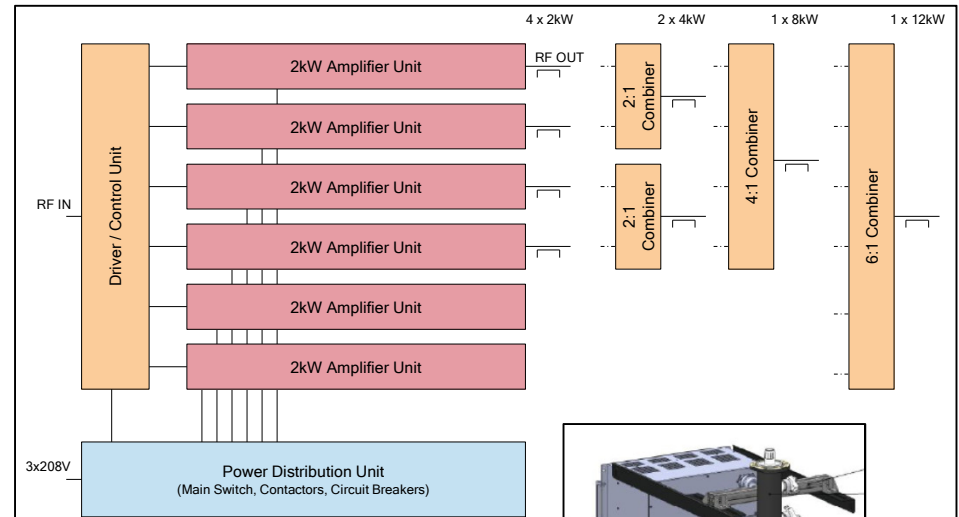 4 x 2kW 2 x 4kW 1 x 8kW 1 x 12kW
RF OUT
2kW Amplifier Unit
2kW Amplifier Unit
2kW Amplifier Unit
2kW Amplifier Unit
2kW Amplifier Unit
2kW Amplifier Unit
RF IN
Driver / Control Unit
2:1
Combiner
2:1
Combiner
4:1 Combiner
6:1 Combiner
3x208V
Power Distribution Unit
(Main Switch, Contactors, Circuit Breakers)